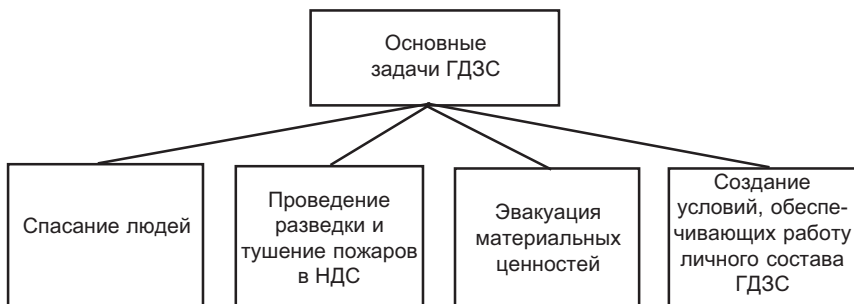 Основные
задачи ГДЗС
Спасание людей
Проведение
разведки и
тушение пожаров
в НДС
Эвакуация
материальных
ценностей
Создание
условий, обеспе-
чивающих работу
личного состава
ГДЗС